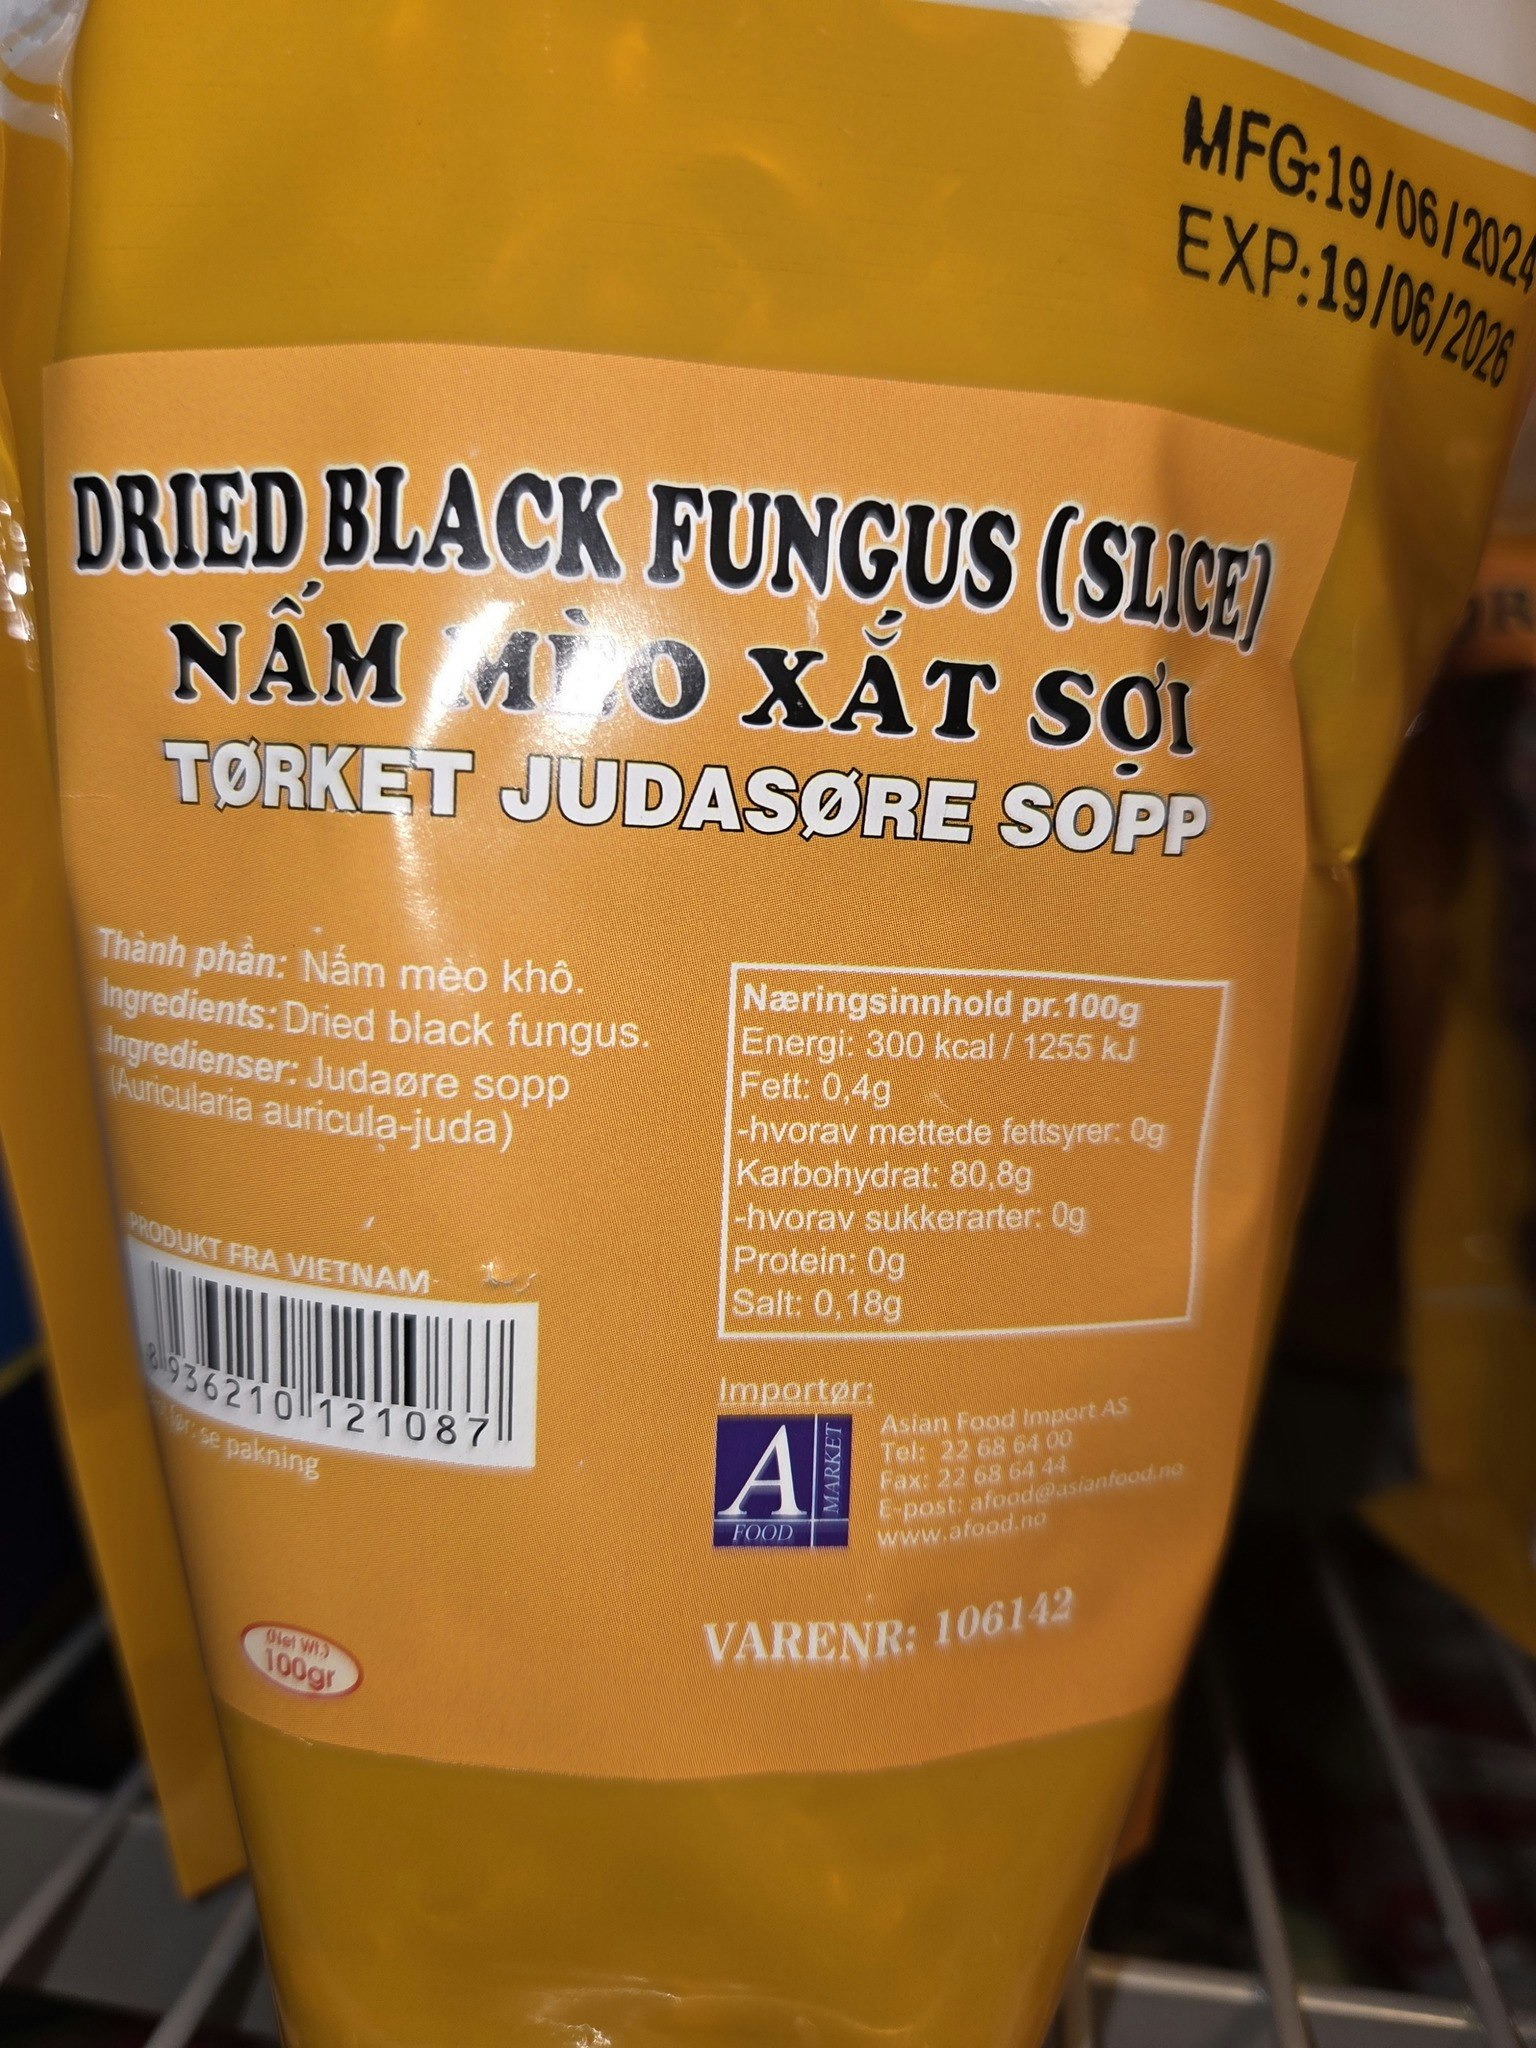 MFG:19/06/2024
EXP:19/06/2026
DRIED BLACK FUNGUS (SLICE)
NẤM MÈO XẮT SỢI
TØRKET JUDASØRE SOPP
Thành phần: Nấm mèo khô.
Ingredients: Dried black fungus.
Ingredienser: Judaøre sopp
(Auricularia auricula-juda)
Næringsinnhold pr.100g
Energi: 300 kcal / 1255 kJ
Fett: 0,4g
-hvorav mettede fettsyrer: 0g
Karbohydrat: 80,8g
-hvorav sukkerarter: 0g
Protein: 0g
Salt: 0,18g
PRODUKT FRA VIETNAM
8 936210 121087
før: se pakning
Importør:
A
FOOD
MARKET
Asian Food Import AS
Tel: 22 68 64 00
Fax: 22 68 64 44
E-post: afood@asianfood.no
www.afood.no
VARENR: 106142
(Net Wt.)
100gr